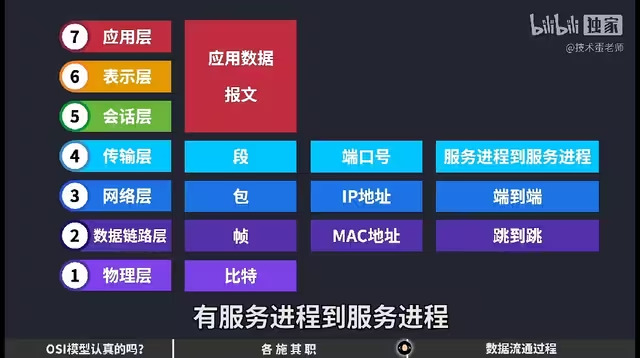 bilibili 独家
@技术蛋老师
7 应用层
应用数据
报文
6 表示层
5 会话层
4 传输层 段 端口号 服务进程到服务进程
3 网络层 包 IP地址 端到端
2 数据链路层 帧 MAC地址 跳到跳
1 物理层 比特
有服务进程到服务进程
OSI模型认真的吗? 各施其职 数据流通过程